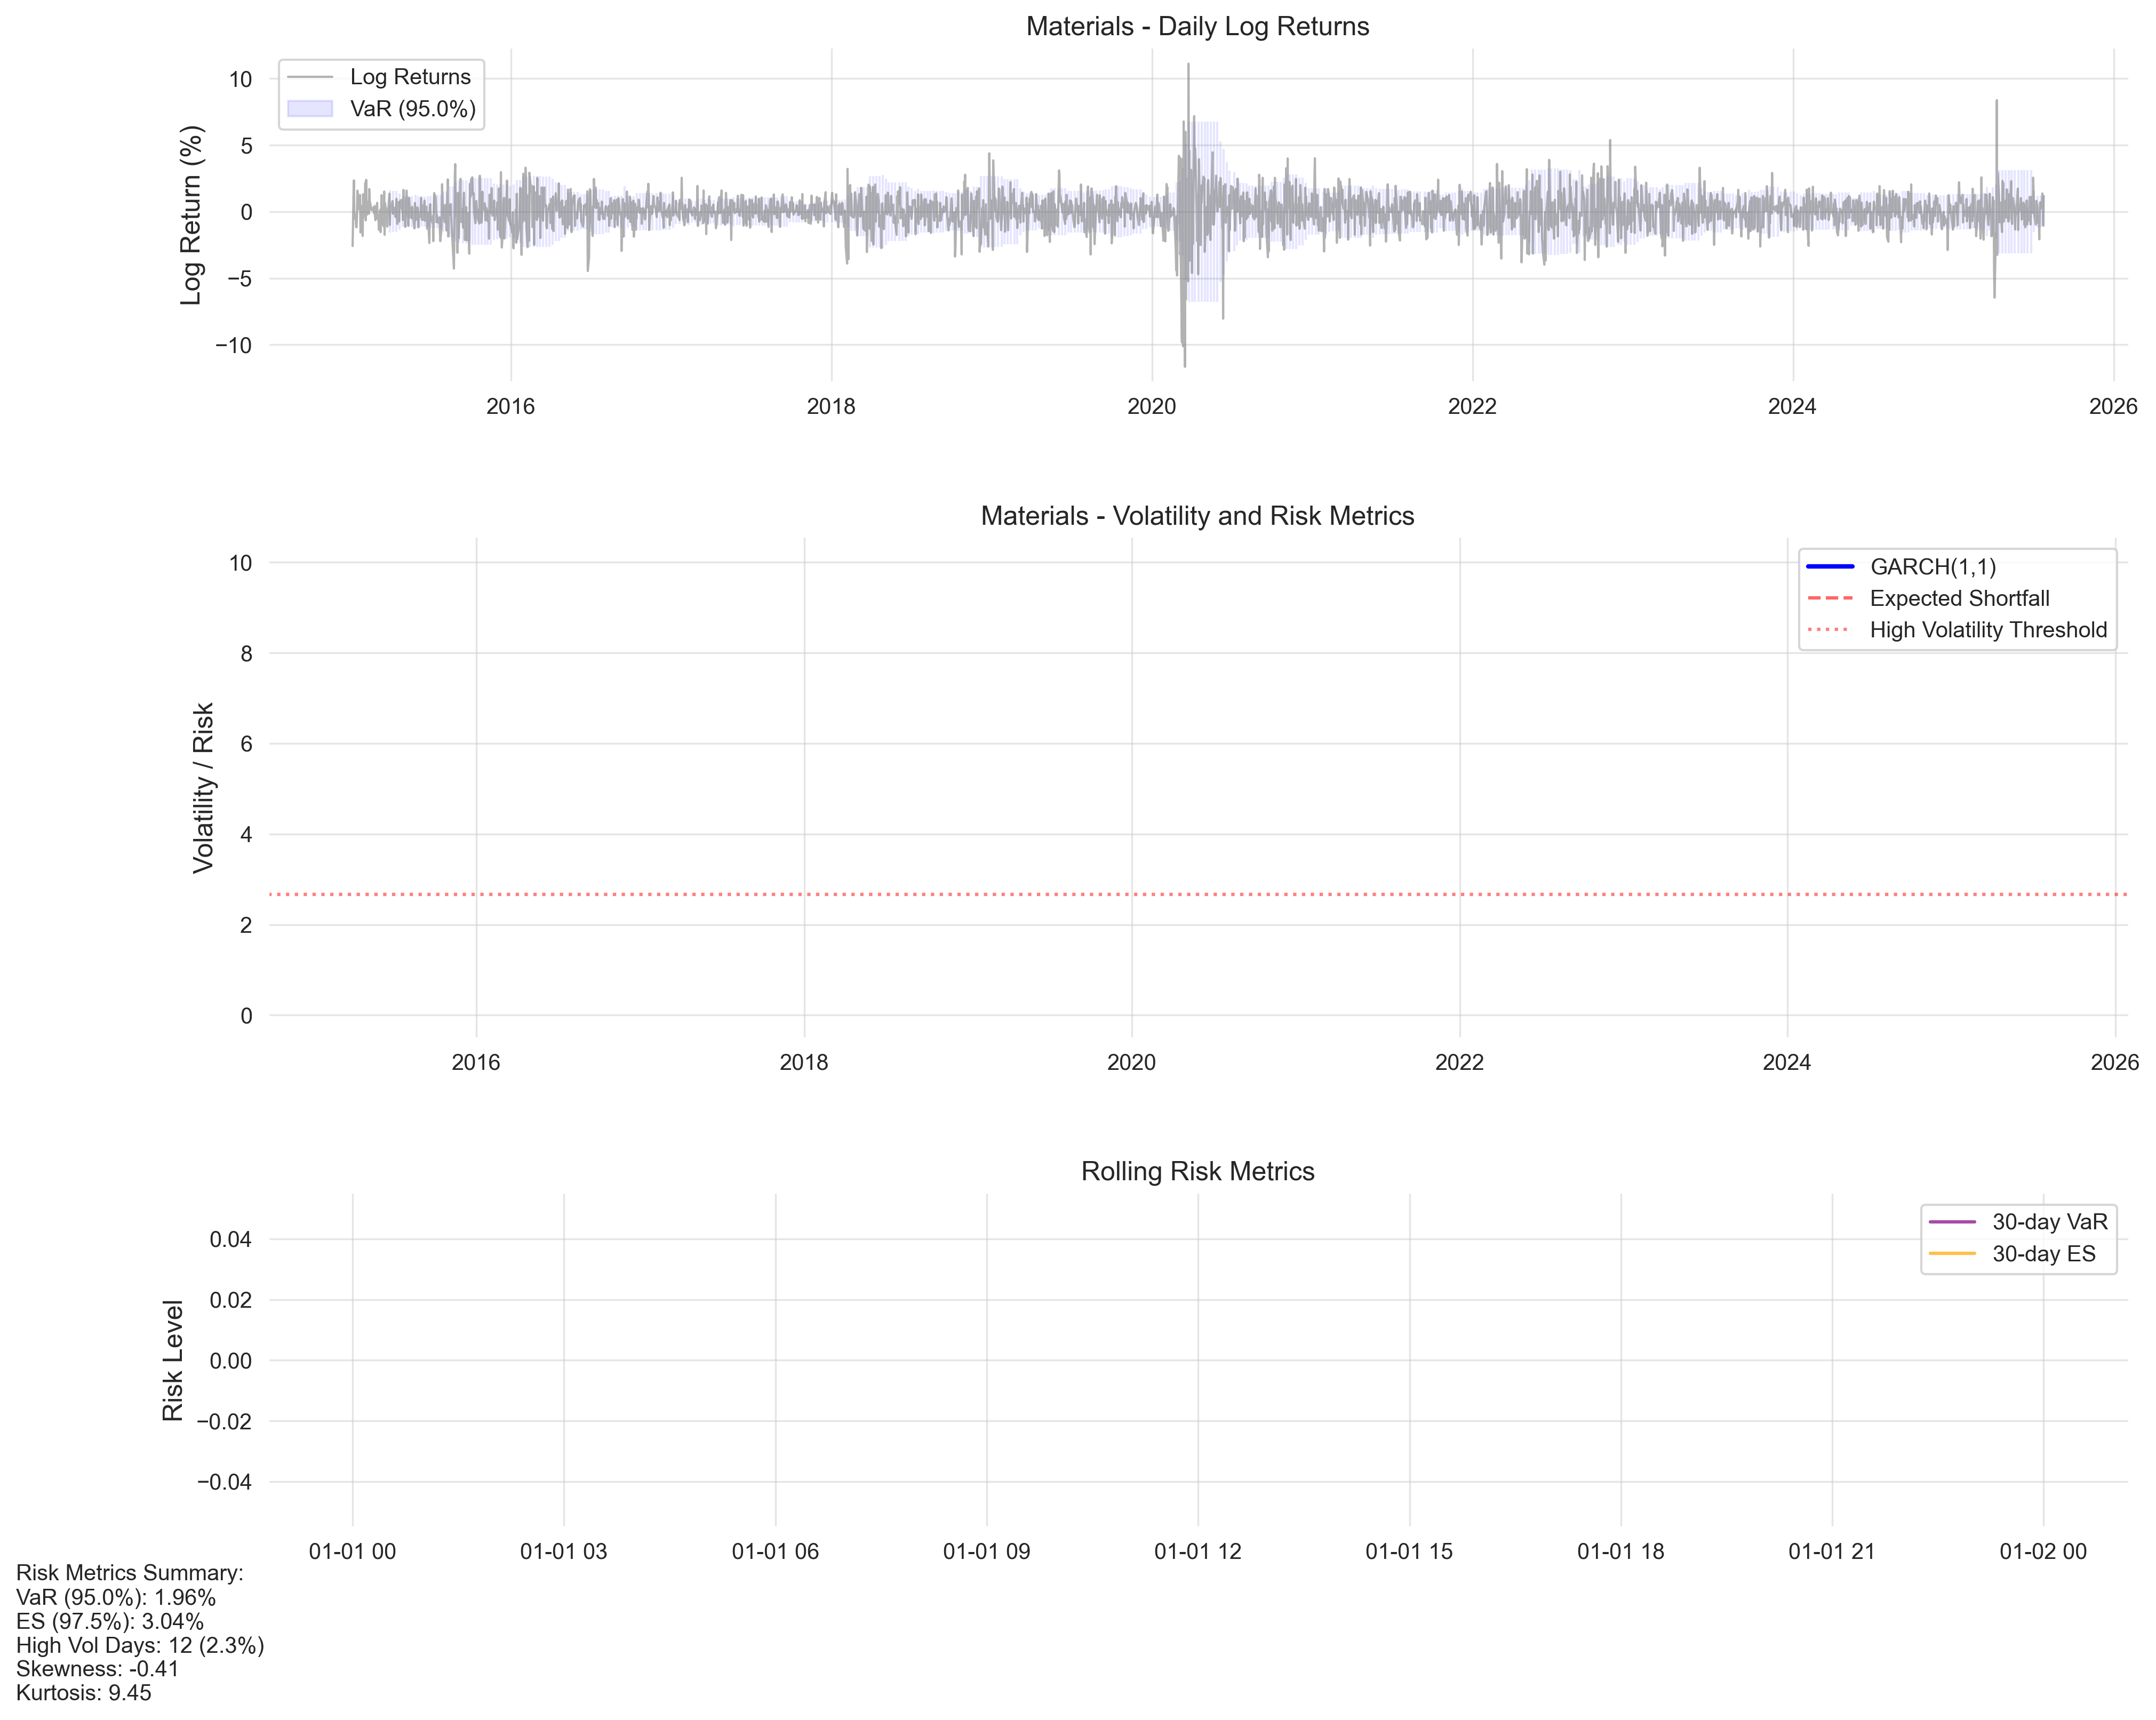 Materials - Daily Log Returns
Log Returns
VaR (95.0%)
Log Return (%)
10
5
0
−5
−10
2016 2018 2020 2022 2024 2026
Materials - Volatility and Risk Metrics
GARCH(1,1)
Expected Shortfall
High Volatility Threshold
Volatility / Risk
10
8
6
4
2
0
2016 2018 2020 2022 2024 2026
Rolling Risk Metrics
30-day VaR
30-day ES
Risk Level
0.04
0.02
0.00
−0.02
−0.04
01-01 00 01-01 03 01-01 06 01-01 09 01-01 12 01-01 15 01-01 18 01-01 21 01-02 00
Risk Metrics Summary:
VaR (95.0%): 1.96%
ES (97.5%): 3.04%
High Vol Days: 12 (2.3%)
Skewness: -0.41
Kurtosis: 9.45